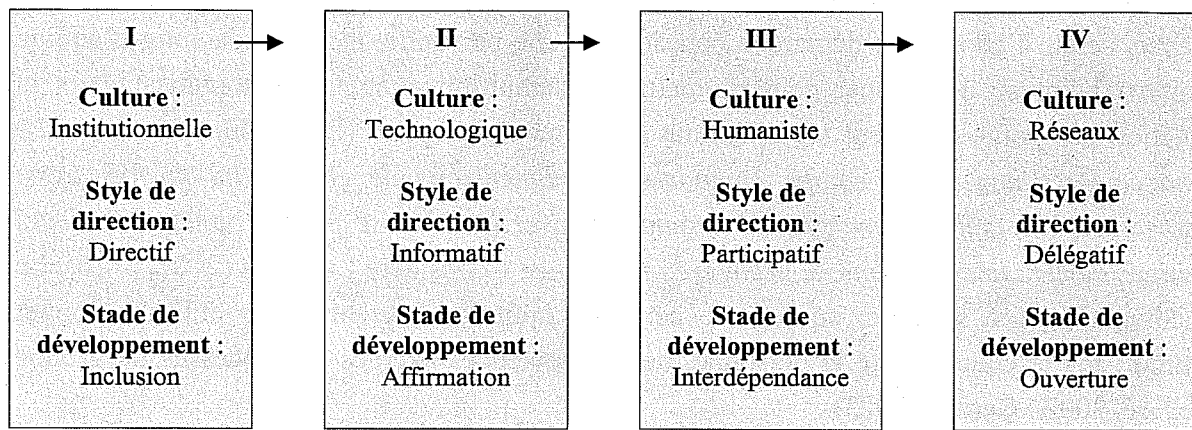 I
Culture :
Institutionnelle
Style de
direction :
Directif
Stade de
développement :
Inclusion
II
Culture :
Technologique
Style de
direction :
Informatif
Stade de
développement :
Affirmation
III
Culture :
Humaniste
Style de
direction :
Participatif
Stade de
développement :
Interdépendance
IV
Culture :
Réseaux
Style de
direction :
Délégatif
Stade de
développement :
Ouverture